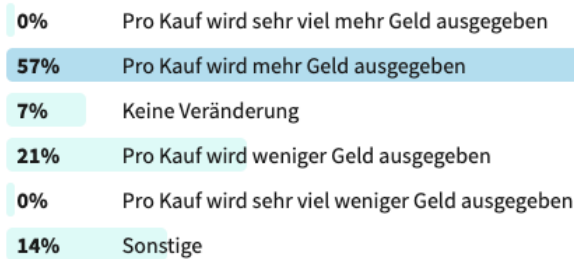 0% Pro Kauf wird sehr viel mehr Geld ausgegeben
57% Pro Kauf wird mehr Geld ausgegeben
7% Keine Veränderung
21% Pro Kauf wird weniger Geld ausgegeben
0% Pro Kauf wird sehr viel weniger Geld ausgegeben
14% Sonstige